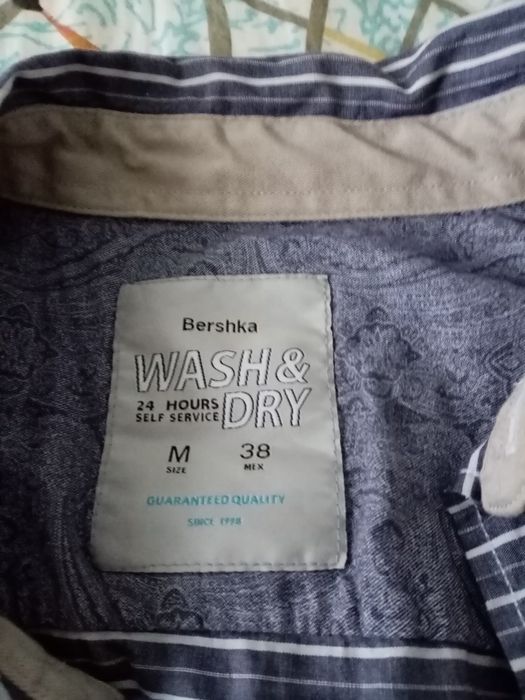 Bershka
WASH &
24 HOURS
SELF SERVICE DRY
M 38
SIZE MEX
GUARANTEED QUALITY
SINCE 1998